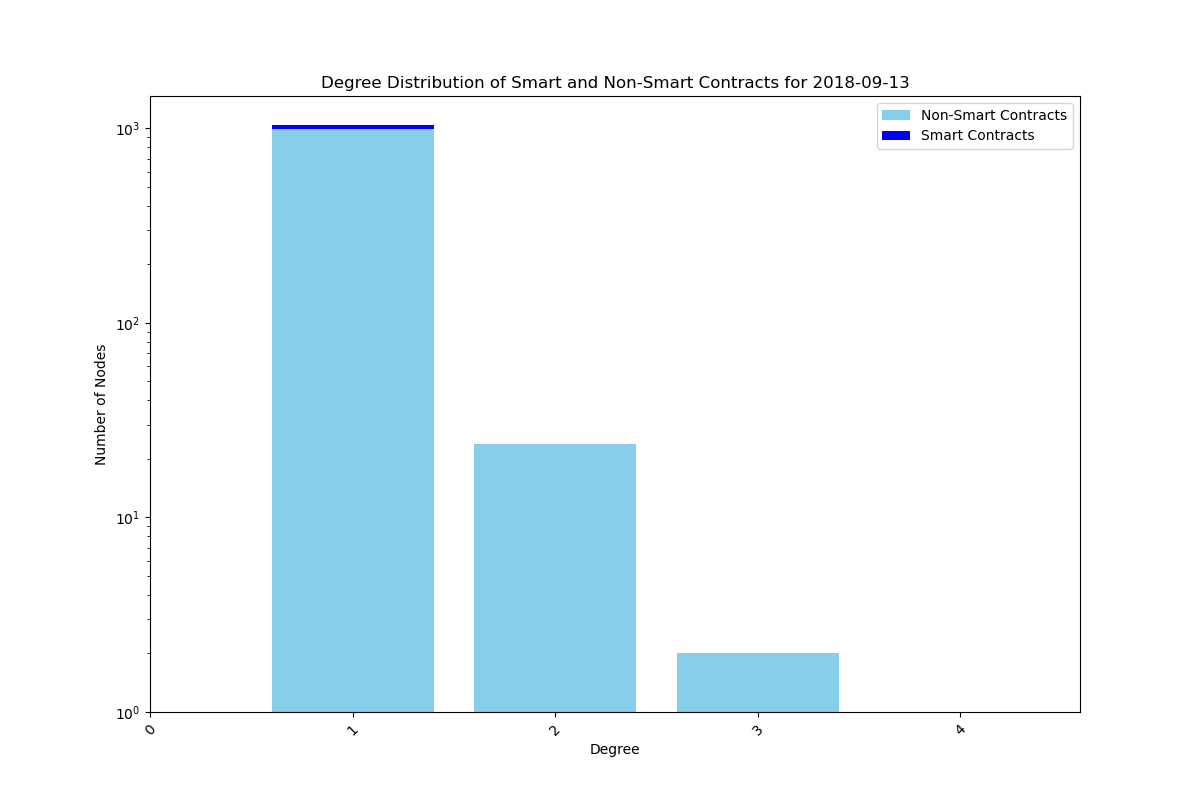 Degree Distribution of Smart and Non-Smart Contracts for 2018-09-13
Non-Smart Contracts
Smart Contracts
Number of Nodes
10³
10²
10¹
10⁰
0 1 2 3 4
Degree